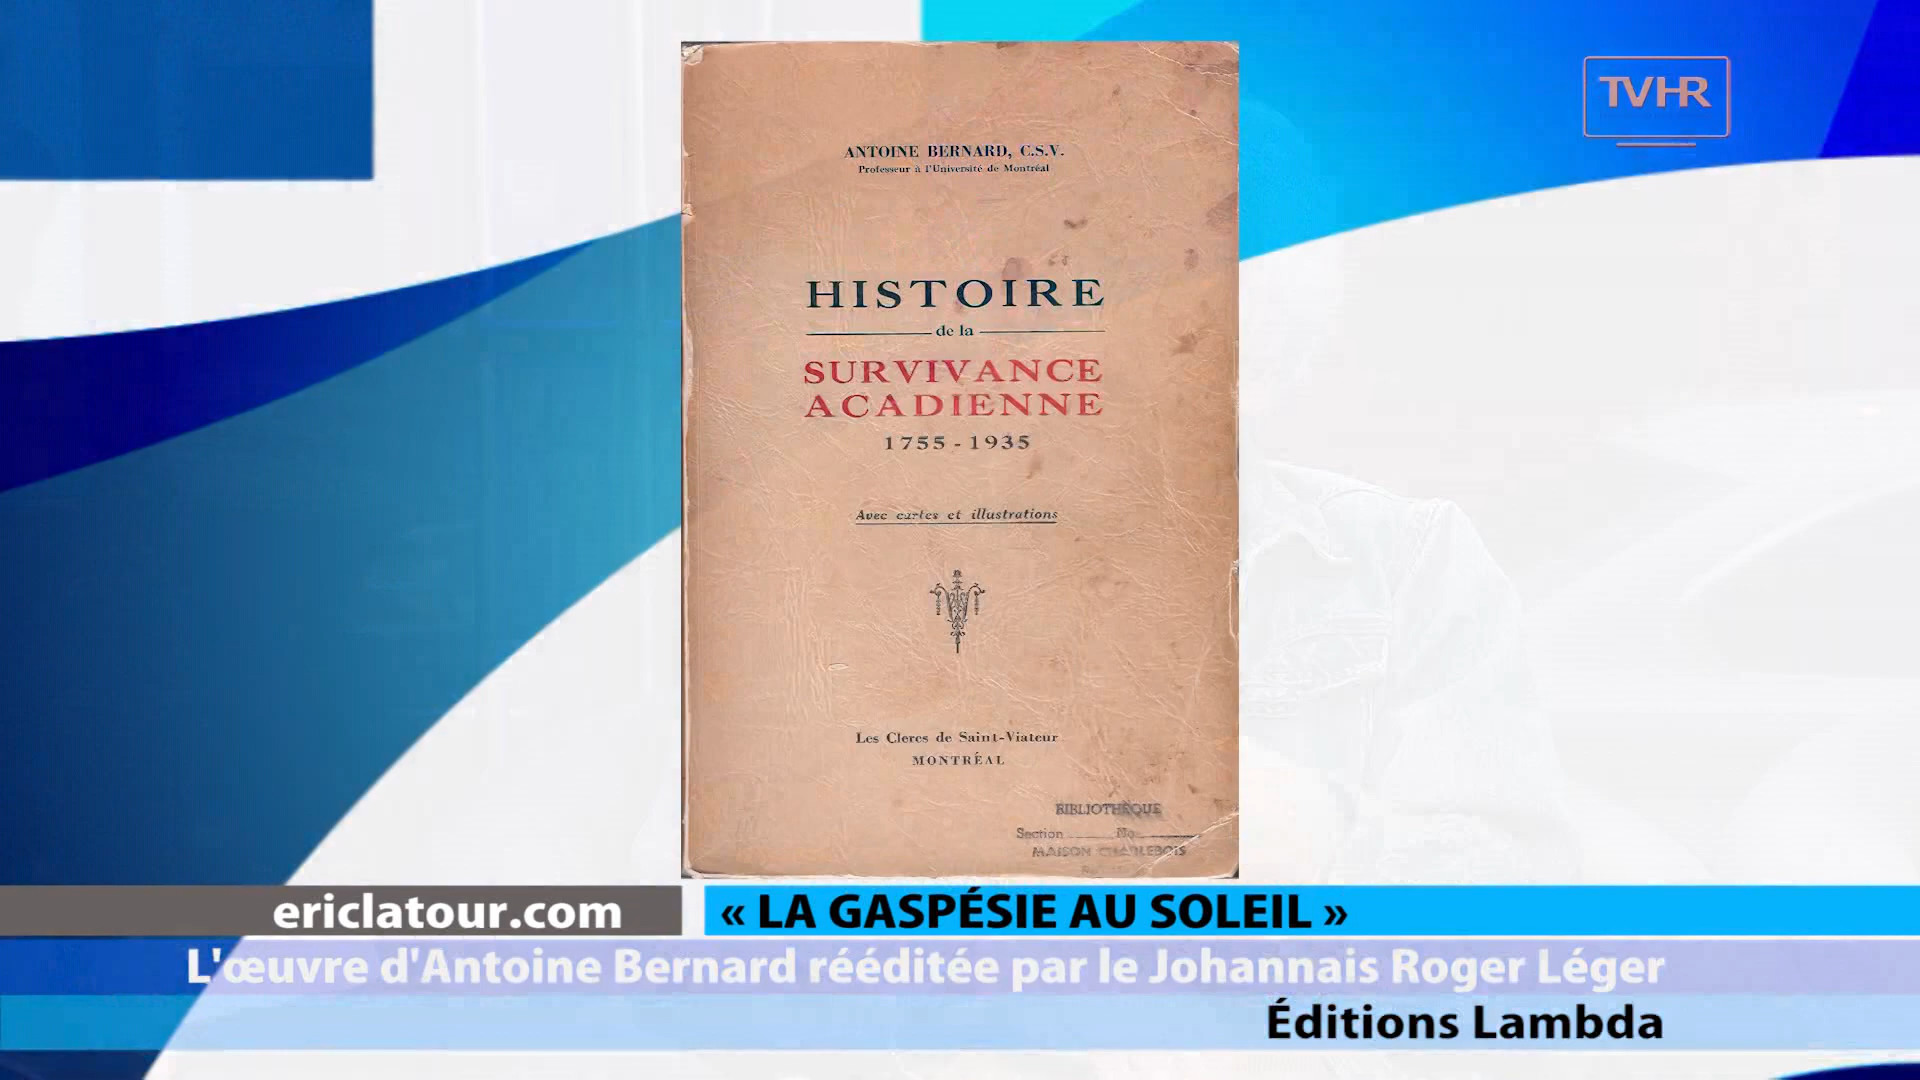 TVHR
ANTOINE BERNARD, C.S.V.
Professeur à l'Université de Montréal
HISTOIRE
de la
SURVIVANCE
ACADIENNE
1755 - 1935
Avec cartes et illustrations
Les Clercs de Saint-Viateur
MONTRÉAL
BIBLIOTHÈQUE
Section No
MAISON CHARLEBOIS
ericlatour.com
« LA GASPÉSIE AU SOLEIL »
L'œuvre d'Antoine Bernard rééditée par le Johannais Roger Léger
Éditions Lambda